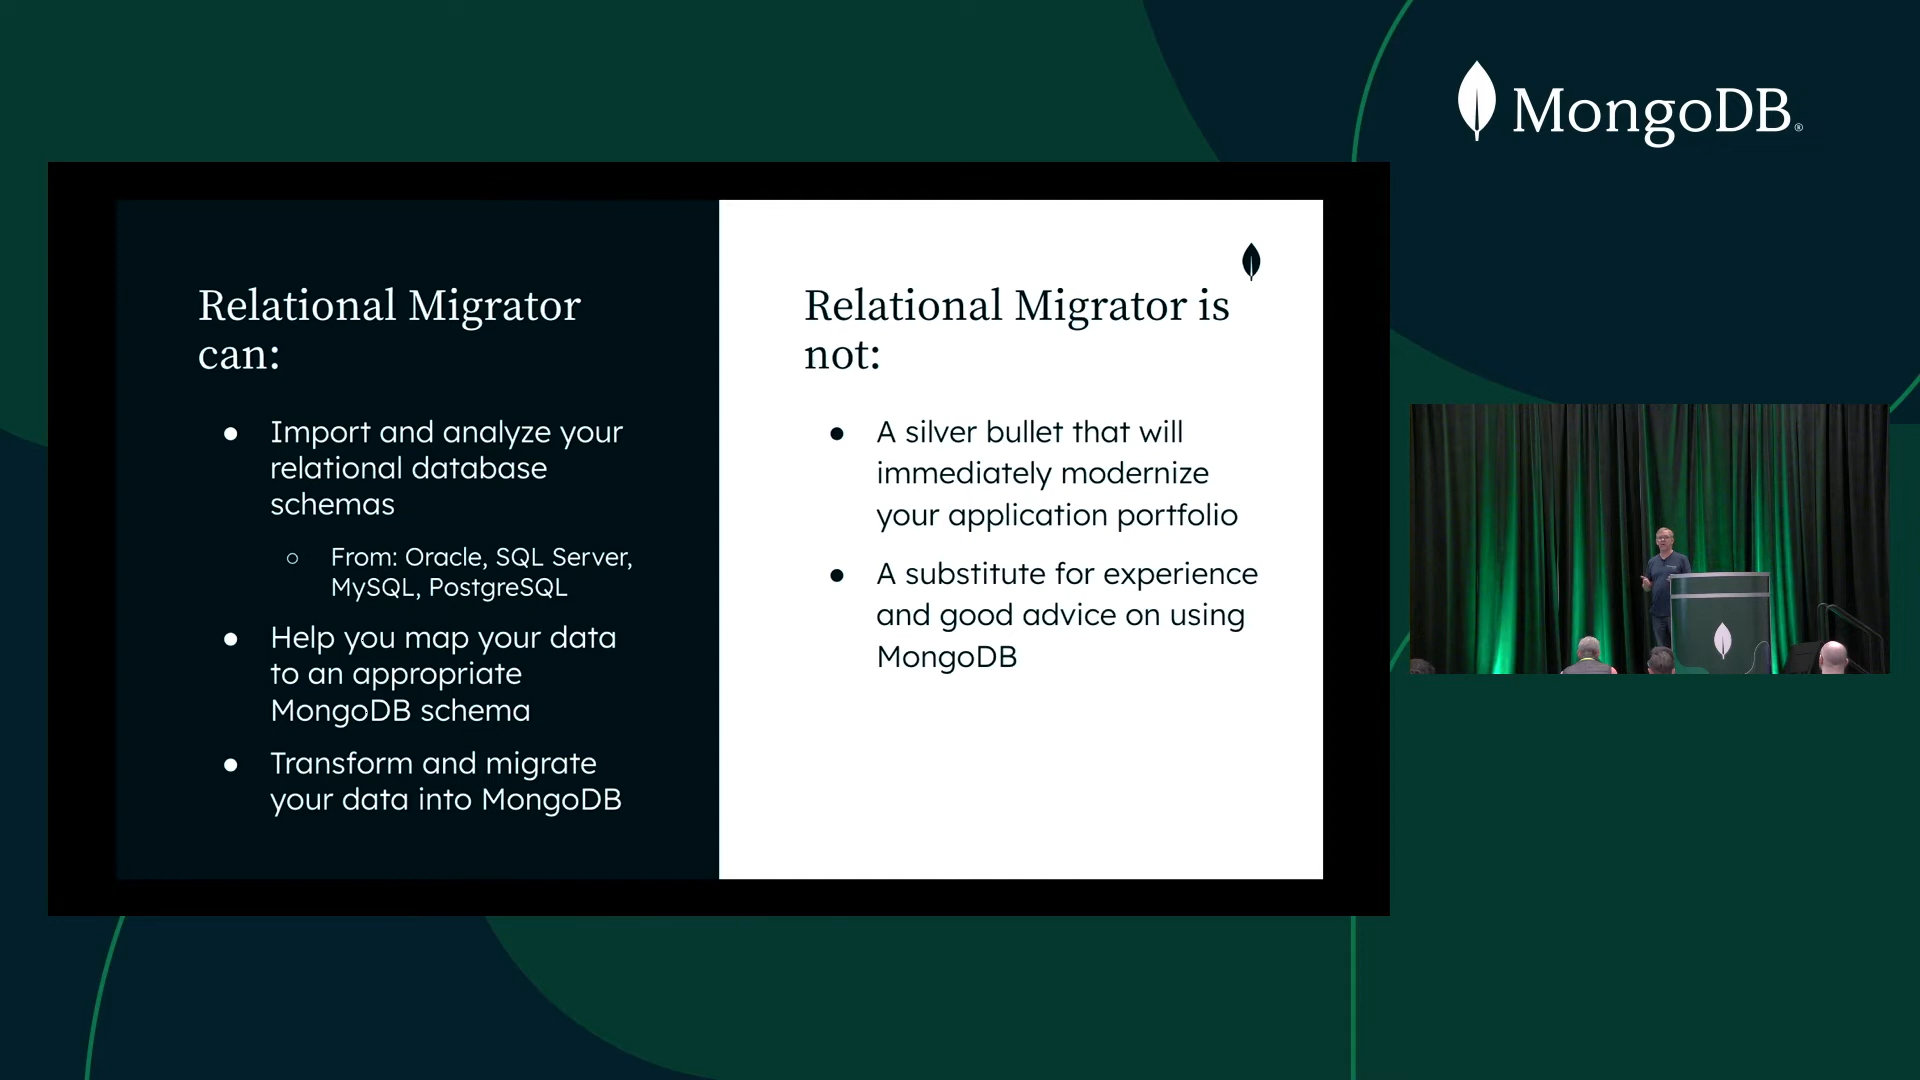 MongoDB®
Relational Migrator
can:
● Import and analyze your
relational database
schemas
○ From: Oracle, SQL Server,
MySQL, PostgreSQL
● Help you map your data
to an appropriate
MongoDB schema
● Transform and migrate
your data into MongoDB
Relational Migrator is
not:
● A silver bullet that will
immediately modernize
your application portfolio
● A substitute for experience
and good advice on using
MongoDB